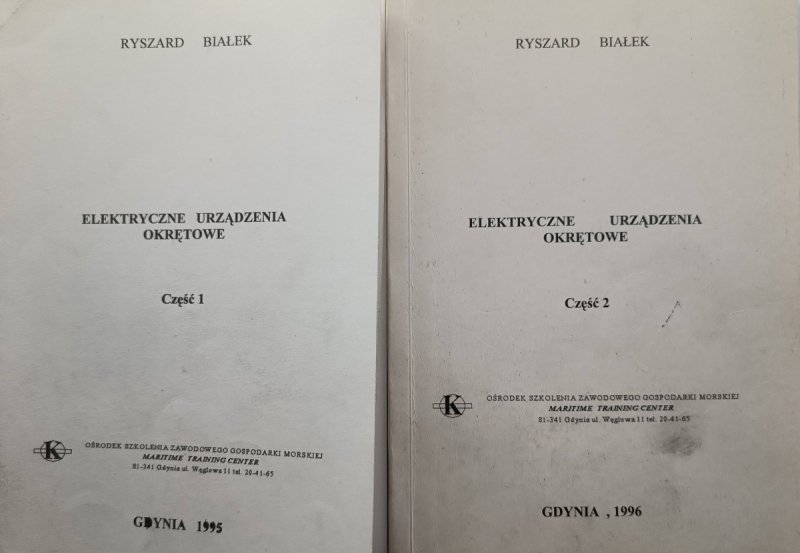 RYSZARD BIAŁEK
ELEKTRYCZNE URZĄDZENIA
OKRĘTOWE
Część 1
K
OŚRODEK SZKOLENIA ZAWODOWEGO GOSPODARKI MORSKIEJ
MARITIME TRAINING CENTER
81-341 Gdynia ul. Węglowa 11 tel. 20-41-65
GDYNIA 1995
RYSZARD BIAŁEK
ELEKTRYCZNE URZĄDZENIA
OKRĘTOWE
Część 2
K
OŚRODEK SZKOLENIA ZAWODOWEGO GOSPODARKI MORSKIEJ
MARITIME TRAINING CENTER
81-341 Gdynia ul. Węglowa 11 tel. 20-41-65
GDYNIA , 1996